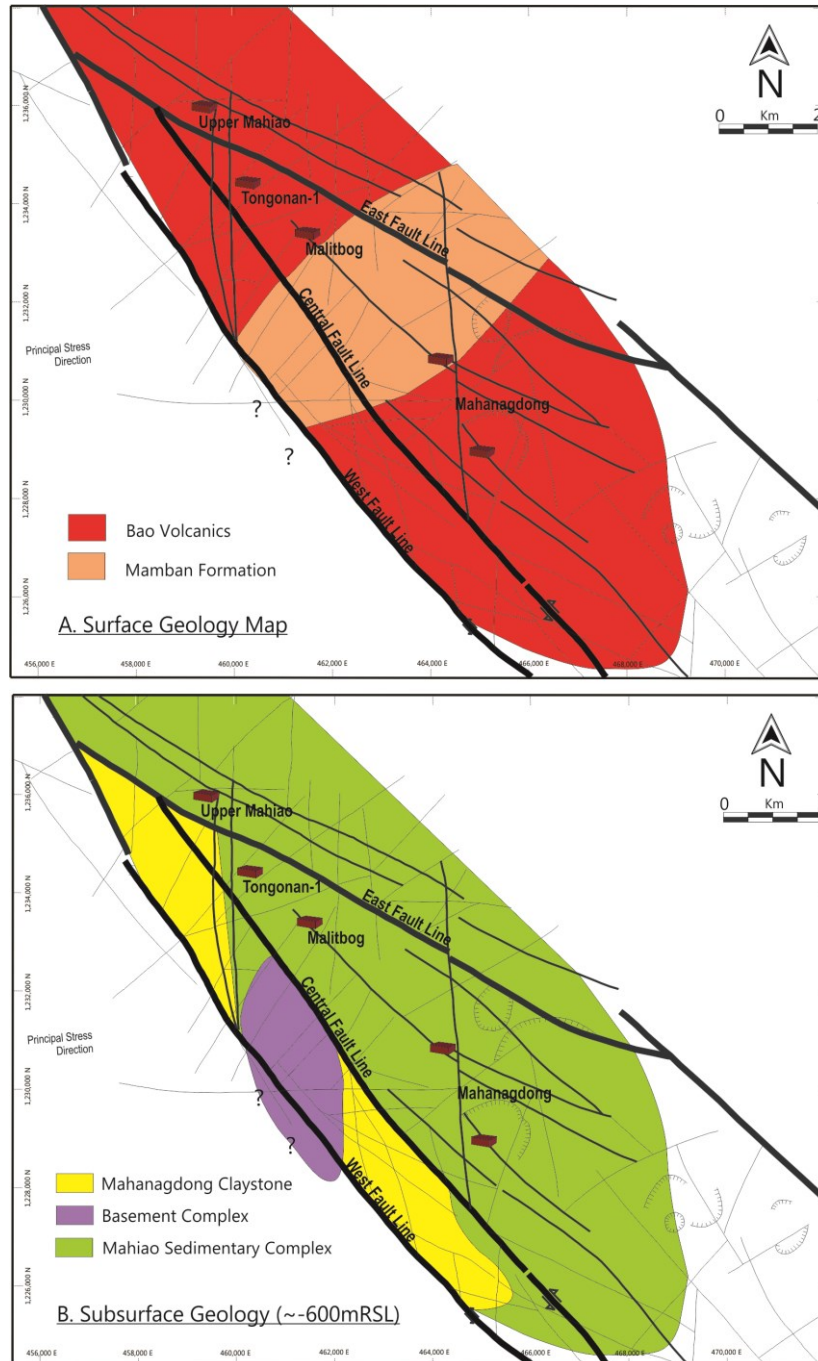 N
0 Km 2
1,236,000 N
Upper Mahiao
1,234,000 N
Tongonan-1
East Fault Line
Malitbog
1,232,000 N
Central Fault Line
Principal Stress
Direction
1,230,000 N
Mahanagdong
?
?
1,228,000 N
West Fault Line
Bao Volcanics
Mamban Formation
1,226,000 N
A. Surface Geology Map
456,000 E 458,000 E 460,000 E 462,000 E 464,000 E 466,000 E 468,000 E 470,000 E
N
0 Km
1,236,000 N
Upper Mahiao
1,234,000 N
Tongonan-1
Malitbog
East Fault Line
1,232,000 N
Central Fault Line
Principal Stress
Direction
1,230,000 N
Mahanagdong
?
?
1,228,000 N
West Fault Line
Mahanagdong Claystone
Basement Complex
Mahiao Sedimentary Complex
1,226,000 N
B. Subsurface Geology (~-600mRSL)
456,000 E 458,000 E 460,000 E 462,000 E 464,000 E 466,000 E 468,000 E 470,000 E